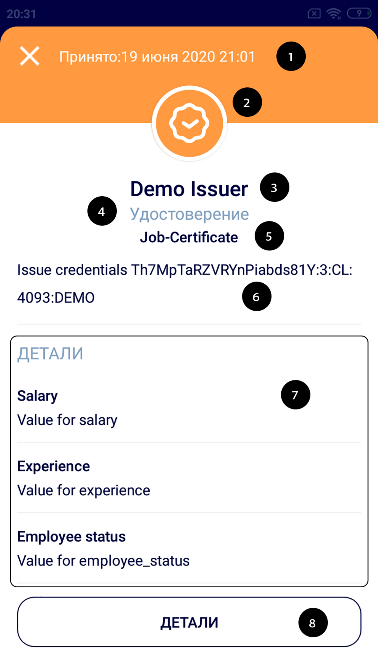 20:31
9
Принято:19 июня 2020 21:01
1
2
Demo Issuer
3
4
Удостоверение
Job-Certificate
5
Issue credentials Th7MpTaRZVRYnPiabds81Y:3:CL:
4093:DEMO
6
ДЕТАЛИ
Salary
7
Value for salary
Experience
Value for experience
Employee status
Value for employee_status
ДЕТАЛИ
8